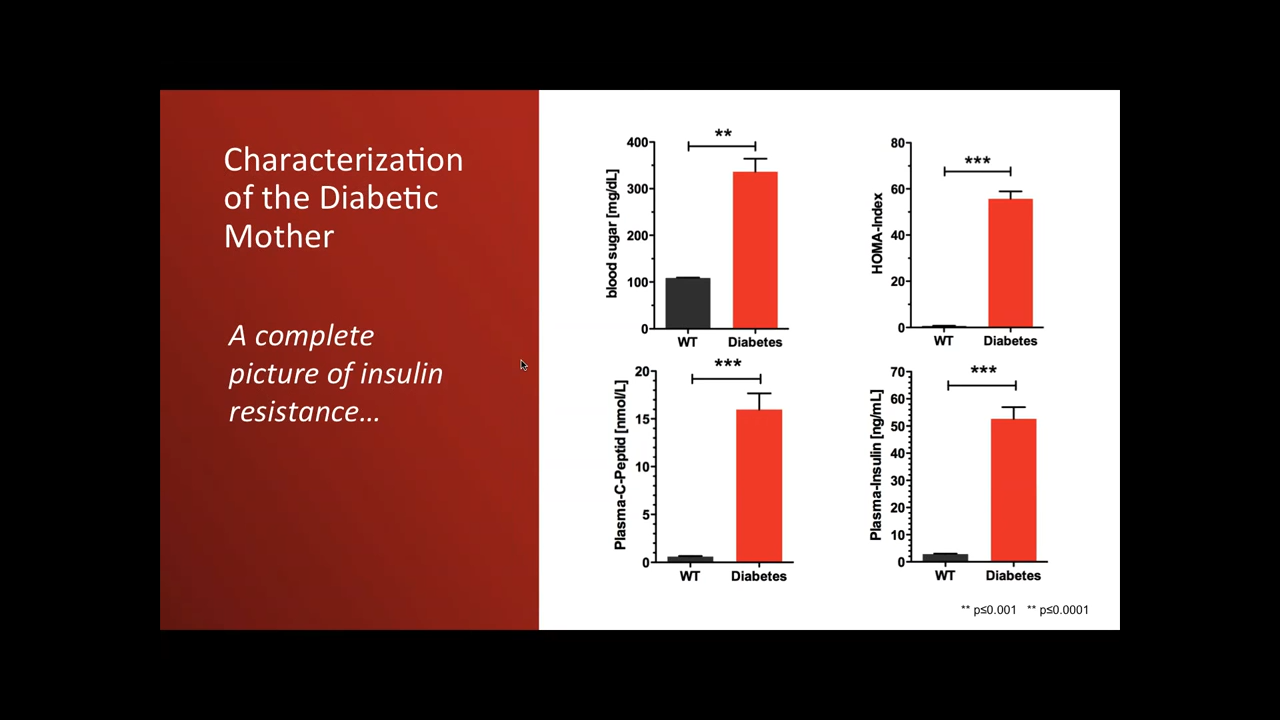 Characterization
of the Diabetic
Mother
A complete
picture of insulin
resistance...
blood sugar [mg/dL]
400
300
200
100
0
**
WT
Diabetes
HOMA-Index
80
60
40
20
0
***
WT
Diabetes
Plasma-C-Peptid [nmol/L]
20
15
10
5
0
***
WT
Diabetes
Plasma-Insulin [ng/mL]
70
60
50
40
30
20
10
0
***
WT
Diabetes
** p≤0.001 ** p≤0.0001